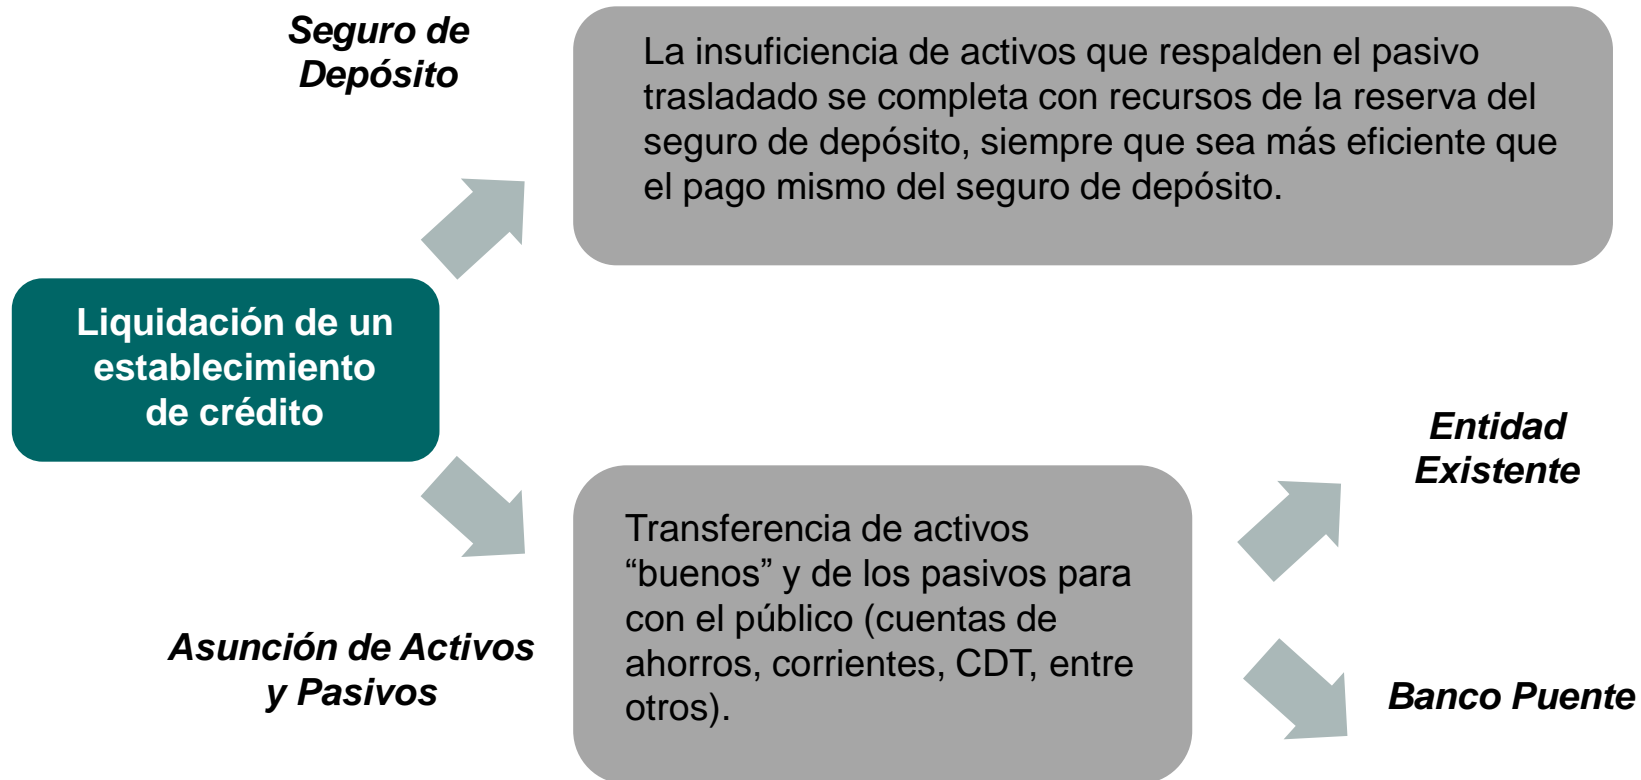 Seguro de
Depósito
La insuficiencia de activos que respalden el pasivo
trasladado se completa con recursos de la reserva del
seguro de depósito, siempre que sea más eficiente que
el pago mismo del seguro de depósito.
Liquidación de un
establecimiento
de crédito
Asunción de Activos
y Pasivos
Transferencia de activos
“buenos” y de los pasivos para
con el público (cuentas de
ahorros, corrientes, CDT, entre
otros).
Entidad
Existente
Banco Puente